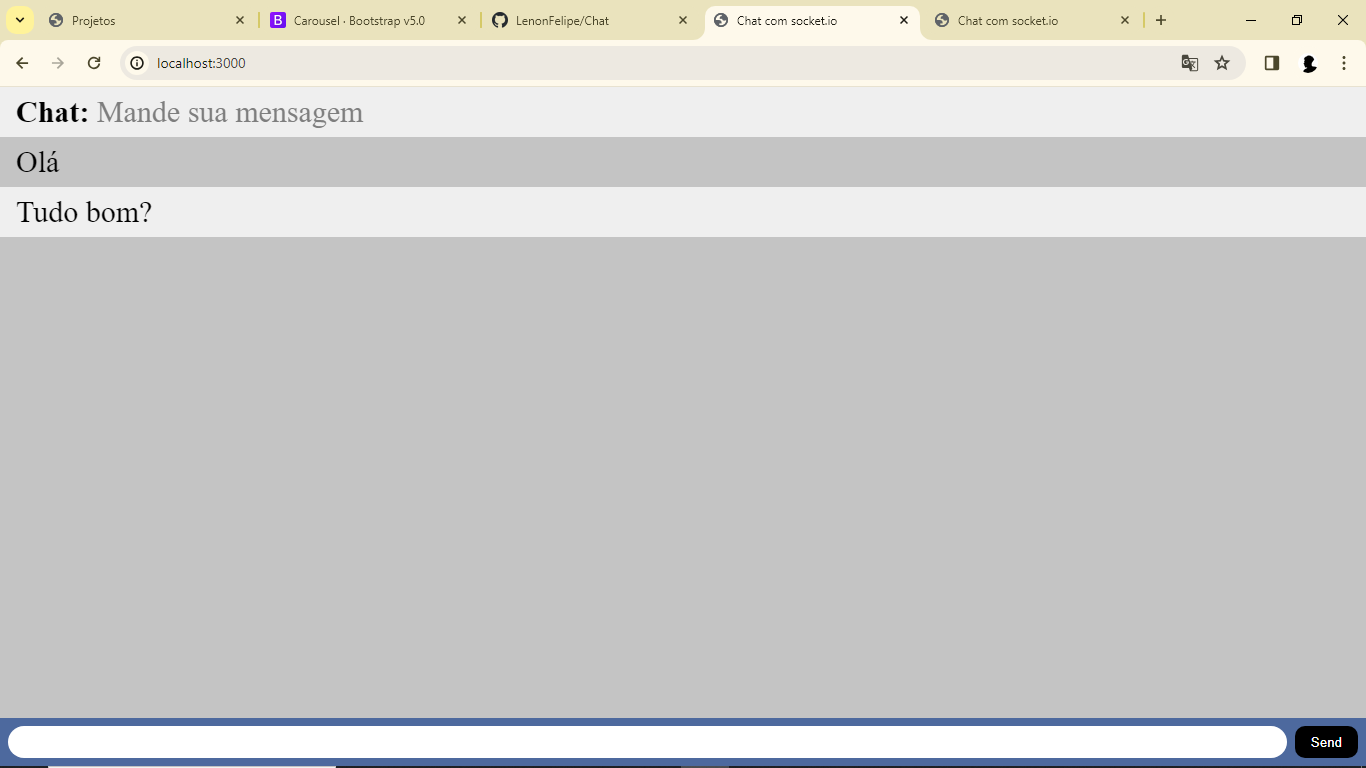 Projetos
Carousel · Bootstrap v5.0
LenonFelipe/Chat
Chat com socket.io
Chat com socket.io
localhost:3000
Chat: Mande sua mensagem
Olá
Tudo bom?
Send